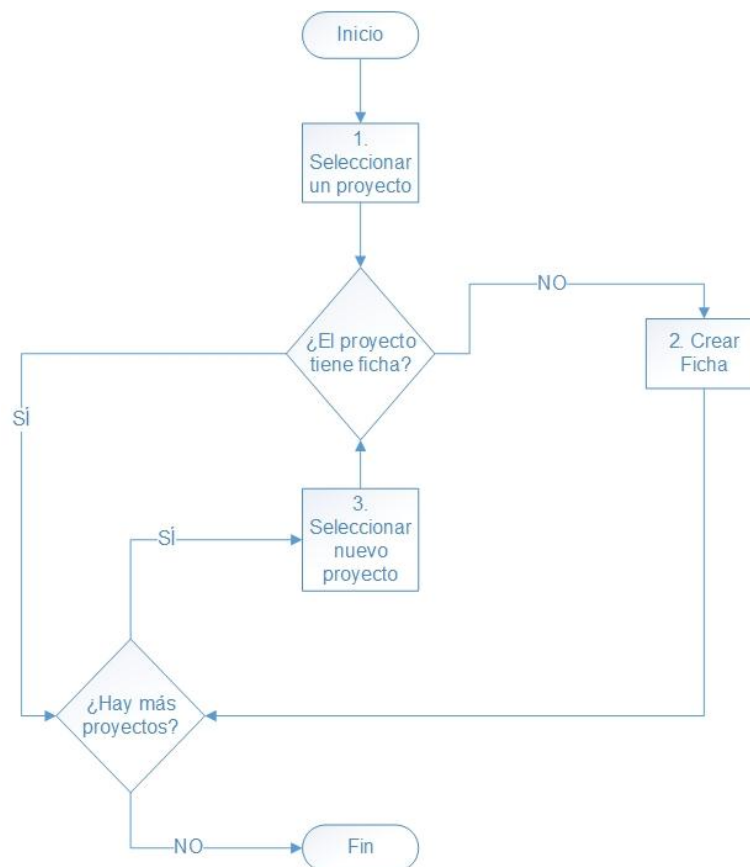 Inicio
1.
Seleccionar
un proyecto
NO
¿El proyecto
tiene ficha?
2. Crear
Ficha
SÍ
3.
Seleccionar
nuevo
proyecto
SÍ
¿Hay más
proyectos?
NO
Fin